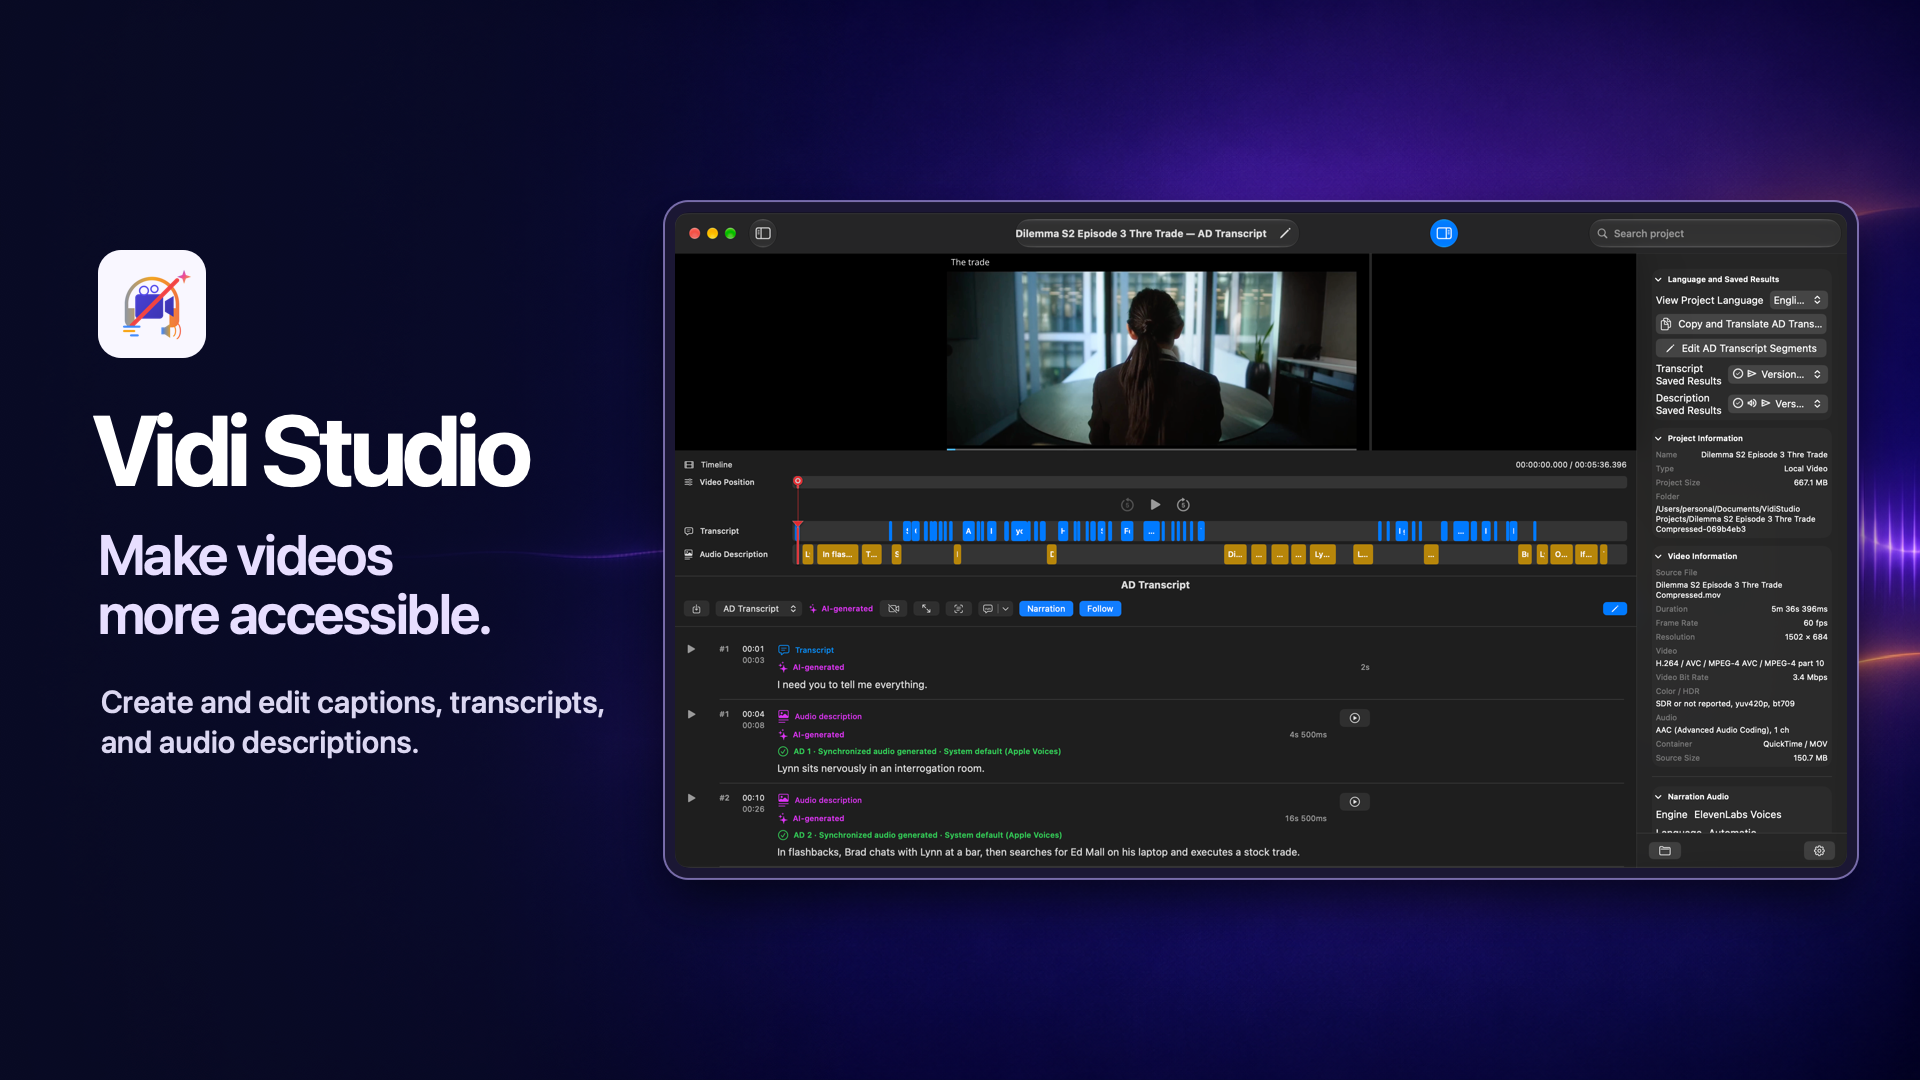 Vidi Studio
Make videos
more accessible.
Create and edit captions, transcripts,
and audio descriptions.
Dilemma S2 Episode 3 Thre Trade — AD Transcript
Search project
The trade
Timeline
00:00:00.000 / 00:05:36.396
Video Position
Transcript
A
F
...
...
Audio Description
L
In flas...
T...
S
D
Di...
...
...
...
Ly...
L...
...
B
L
O...
If...
AD Transcript
AD Transcript
AI-generated
Narration
Follow
#1
00:01
00:03
Transcript
AI-generated
2s
I need you to tell me everything.
#1
00:04
00:08
Audio description
AI-generated
4s 500ms
AD 1 · Synchronized audio generated · System default (Apple Voices)
Lynn sits nervously in an interrogation room.
#2
00:10
00:26
Audio description
AI-generated
16s 500ms
AD 2 · Synchronized audio generated · System default (Apple Voices)
In flashbacks, Brad chats with Lynn at a bar, then searches for Ed Mall on his laptop and executes a stock trade.
Language and Saved Results
View Project Language Engli...
Copy and Translate AD Trans...
Edit AD Transcript Segments
Transcript
Saved Results
Version...
Description
Saved Results
Vers...
Project Information
Name Dilemma S2 Episode 3 Thre Trade
Type Local Video
Project Size 667.1 MB
Folder
/Users/personal/Documents/VidiStudio
Projects/Dilemma S2 Episode 3 Thre Trade
Compressed-069b4eb3
Video Information
Source File
Dilemma S2 Episode 3 Thre Trade
Compressed.mov
Duration 5m 36s 396ms
Frame Rate 60 fps
Resolution 1502 × 684
Video
H.264 / AVC / MPEG-4 AVC / MPEG-4 part 10
Video Bit Rate 3.4 Mbps
Color / HDR
SDR or not reported, yuv420p, bt709
Audio
AAC (Advanced Audio Coding), 1 ch
Container QuickTime / MOV
Source Size 150.7 MB
Narration Audio
Engine ElevenLabs Voices
Language Automatic